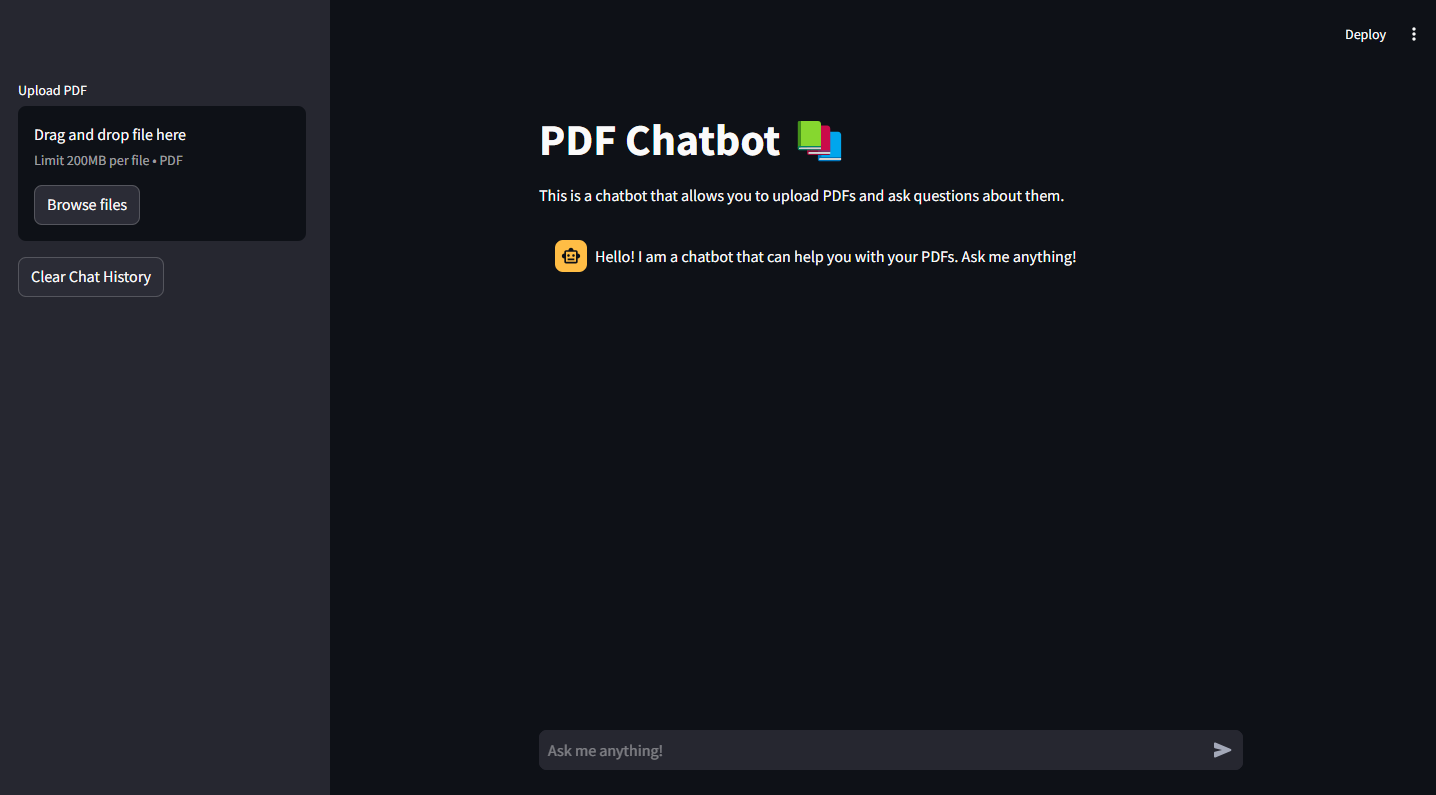 Deploy
Upload PDF
Drag and drop file here
Limit 200MB per file • PDF
Browse files
Clear Chat History
PDF Chatbot
This is a chatbot that allows you to upload PDFs and ask questions about them.
Hello! I am a chatbot that can help you with your PDFs. Ask me anything!
Ask me anything!